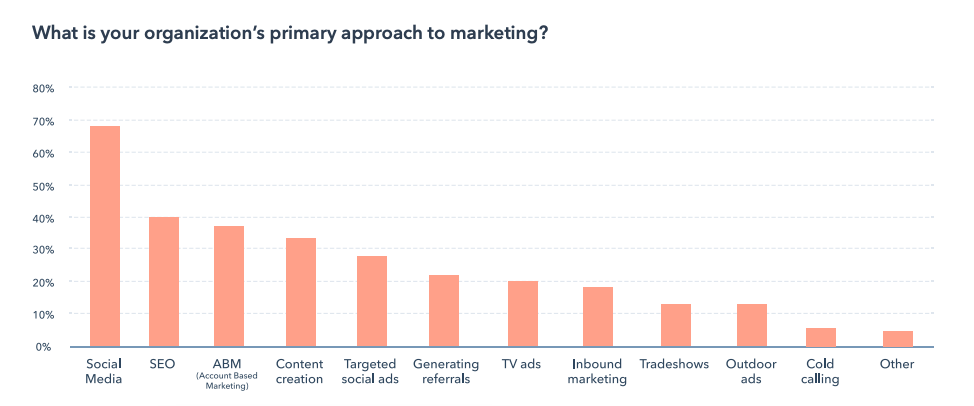 What is your organization’s primary approach to marketing?
80%
70%
60%
50%
40%
30%
20%
10%
0%
Social
Media
SEO
ABM
(Account Based
Marketing)
Content
creation
Targeted
social ads
Generating
referrals
TV ads
Inbound
marketing
Tradeshows
Outdoor
ads
Cold
calling
Other